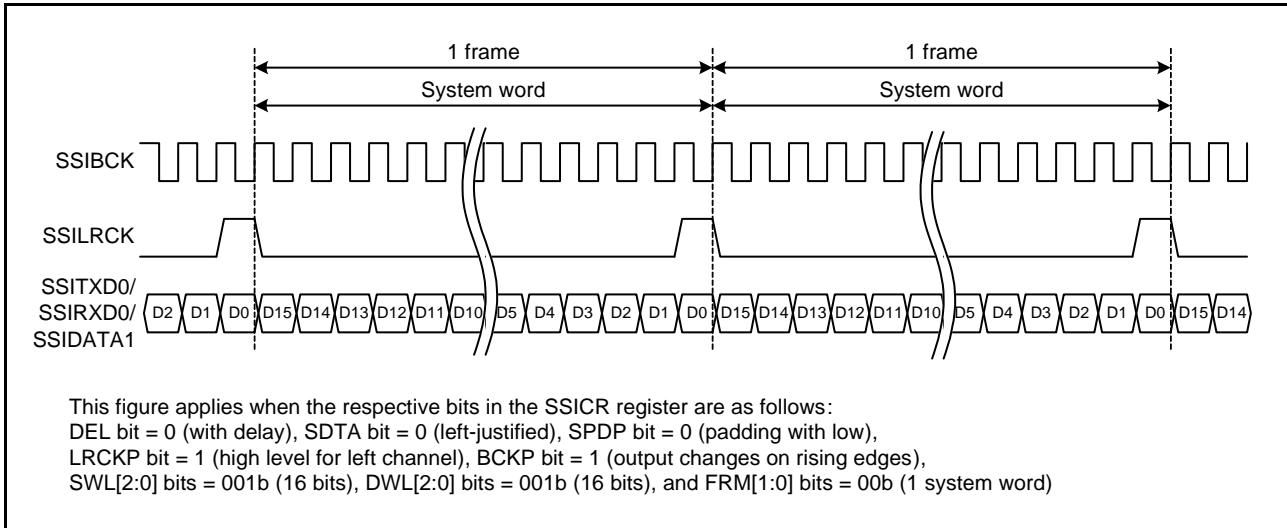 1 frame 1 frame
System word System word
SSIBCK
SSILRCK
SSITXD0/
SSIRXD0/
SSIDATA1
D2 D1 D0 D15 D14 D13 D12 D11 D10 D5 D4 D3 D2 D1 D0 D15 D14 D13 D12 D11 D10 D5 D4 D3 D2 D1 D0 D15 D14
This figure applies when the respective bits in the SSICR register are as follows:
DEL bit = 0 (with delay), SDTA bit = 0 (left-justified), SPDP bit = 0 (padding with low),
LRCKP bit = 1 (high level for left channel), BCKP bit = 1 (output changes on rising edges),
SWL[2:0] bits = 001b (16 bits), DWL[2:0] bits = 001b (16 bits), and FRM[1:0] bits = 00b (1 system word)